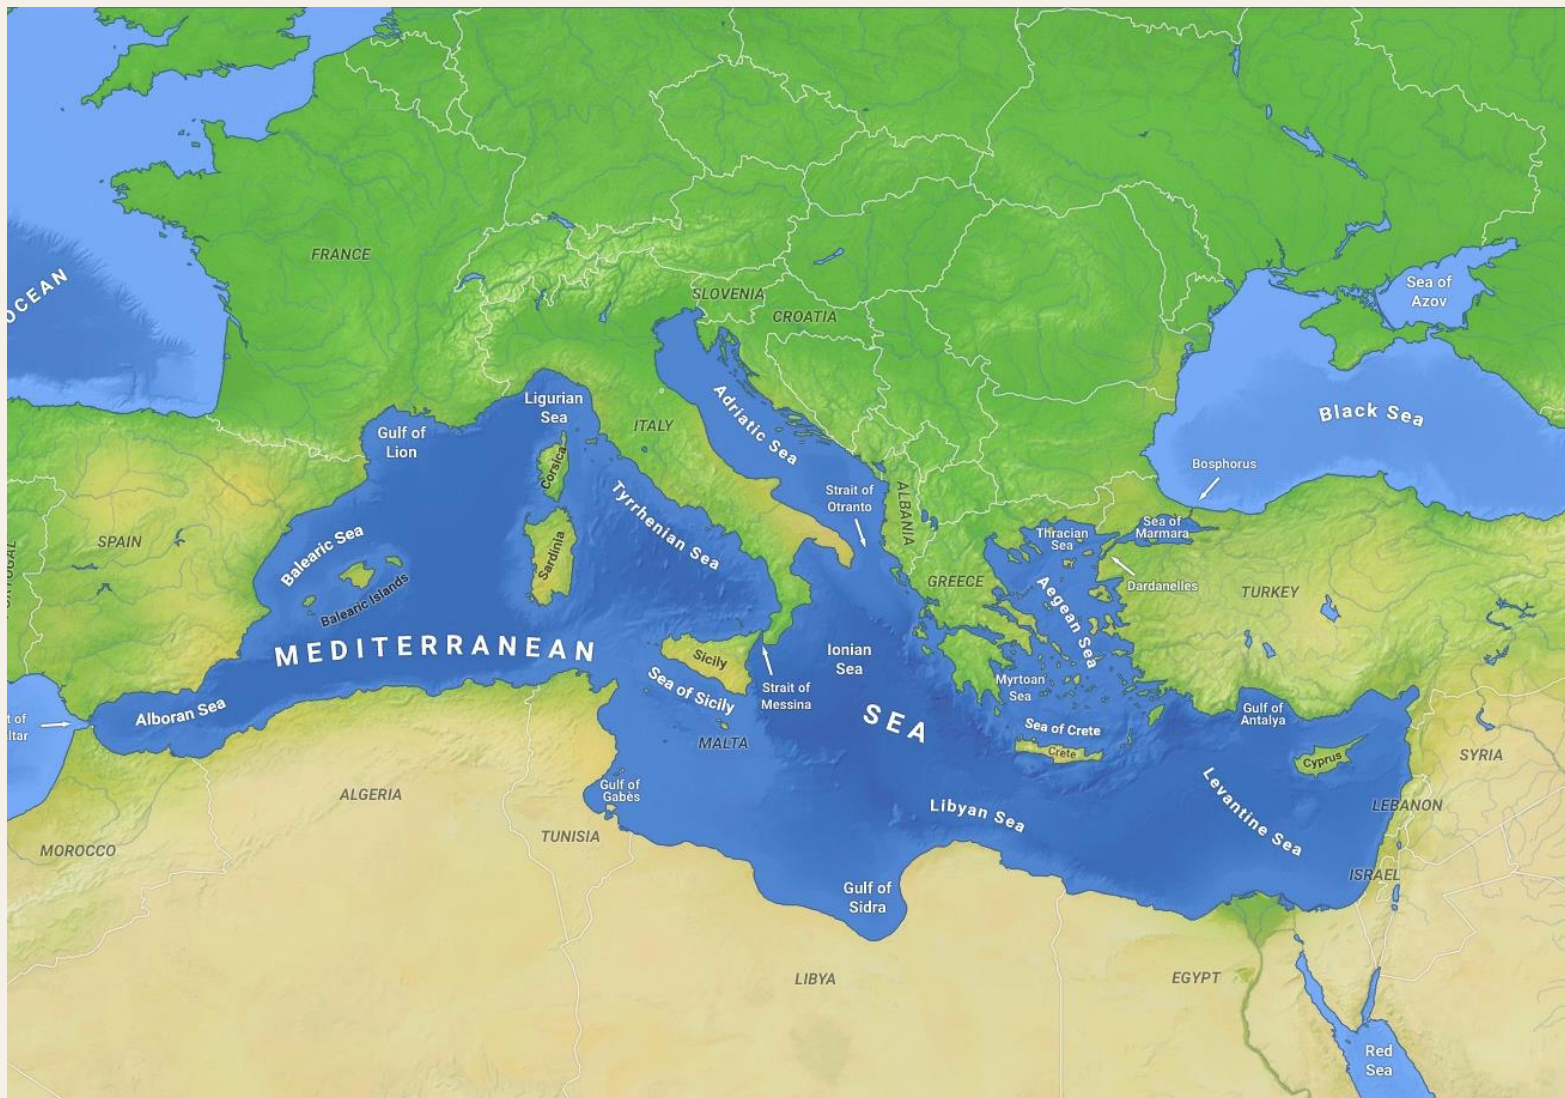 OCEAN
FRANCE
SLOVENIA
CROATIA
Sea of
Azov
Ligurian
Sea
Gulf of
Lion
Corsica
ITALY
Adriatic Sea
Black Sea
Bosphorus
SPAIN
Balearic Sea
Balearic Islands
Sardinia
Tyrrhenian Sea
Strait of
Otranto
ALBANIA
GREECE
Thracian
Sea
Sea of
Marmara
Dardanelles
Aegean Sea
TURKEY
MEDITERRANEAN
SEA
Sicily
Sea of Sicily
Strait of
Messina
Ionian
Sea
Myrtoan
Sea
Sea of Crete
Crete
Gulf of
Antalya
Cyprus
SYRIA
t of
ltar
Alboran Sea
MALTA
ALGERIA
Gulf of
Gabès
TUNISIA
MOROCCO
Libyan Sea
Levantine Sea
LEBANON
ISRAEL
Gulf of
Sidra
LIBYA
EGYPT
Red
Sea